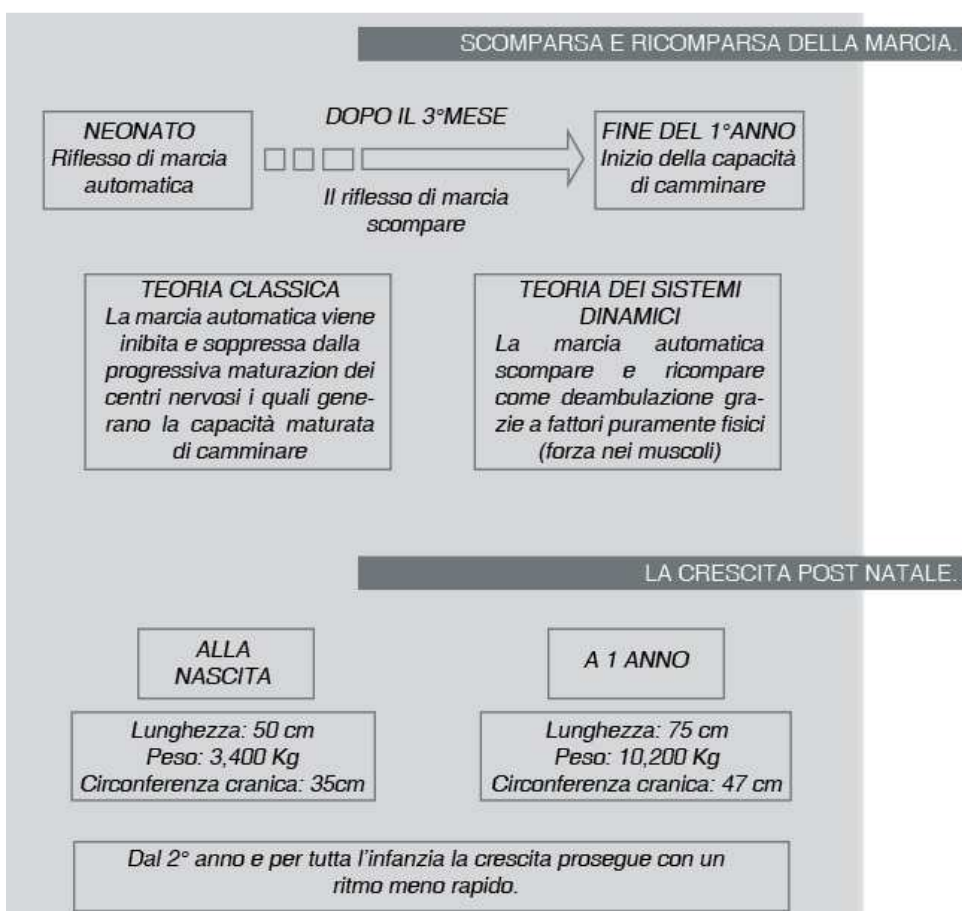 SCOMPARSA E RICOMPARSA DELLA MARCIA.
NEONATO
Riflesso di marcia
automatica
DOPO IL 3°MESE
Il riflesso di marcia
scompare
FINE DEL 1°ANNO
Inizio della capacità
di camminare
TEORIA CLASSICA
La marcia automatica viene
inibita e soppressa dalla
progressiva maturazion dei
centri nervosi i quali gene-
rano la capacità maturata
di camminare
TEORIA DEI SISTEMI
DINAMICI
La marcia automatica
scompare e ricompare
come deambulazione gra-
zie a fattori puramente fisici
(forza nei muscoli)
LA CRESCITA POST NATALE.
ALLA
NASCITA
Lunghezza: 50 cm
Peso: 3,400 Kg
Circonferenza cranica: 35cm
A 1 ANNO
Lunghezza: 75 cm
Peso: 10,200 Kg
Circonferenza cranica: 47 cm
Dal 2° anno e per tutta l'infanzia la crescita prosegue con un
ritmo meno rapido.